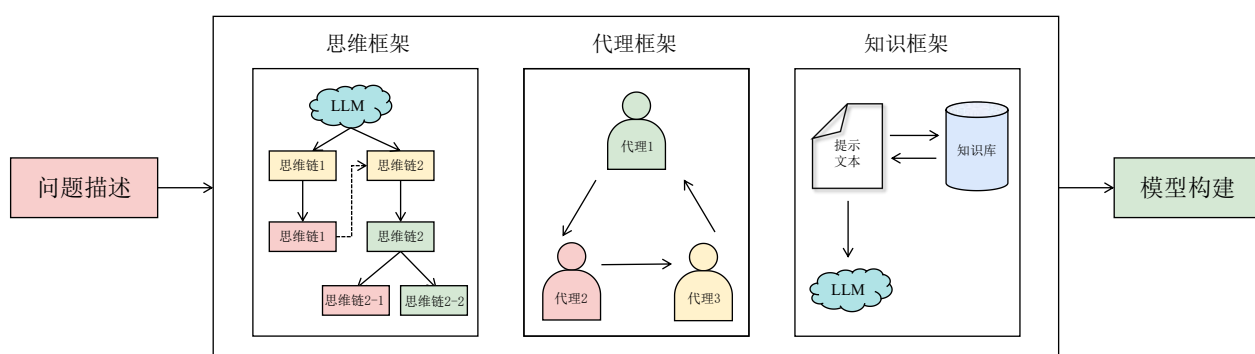 问题描述
思维框架
LLM
思维链1
思维链2
思维链1
思维链2
思维链2-1
思维链2-2
代理框架
代理1
代理2
代理3
知识框架
提示
文本
知识库
LLM
模型构建